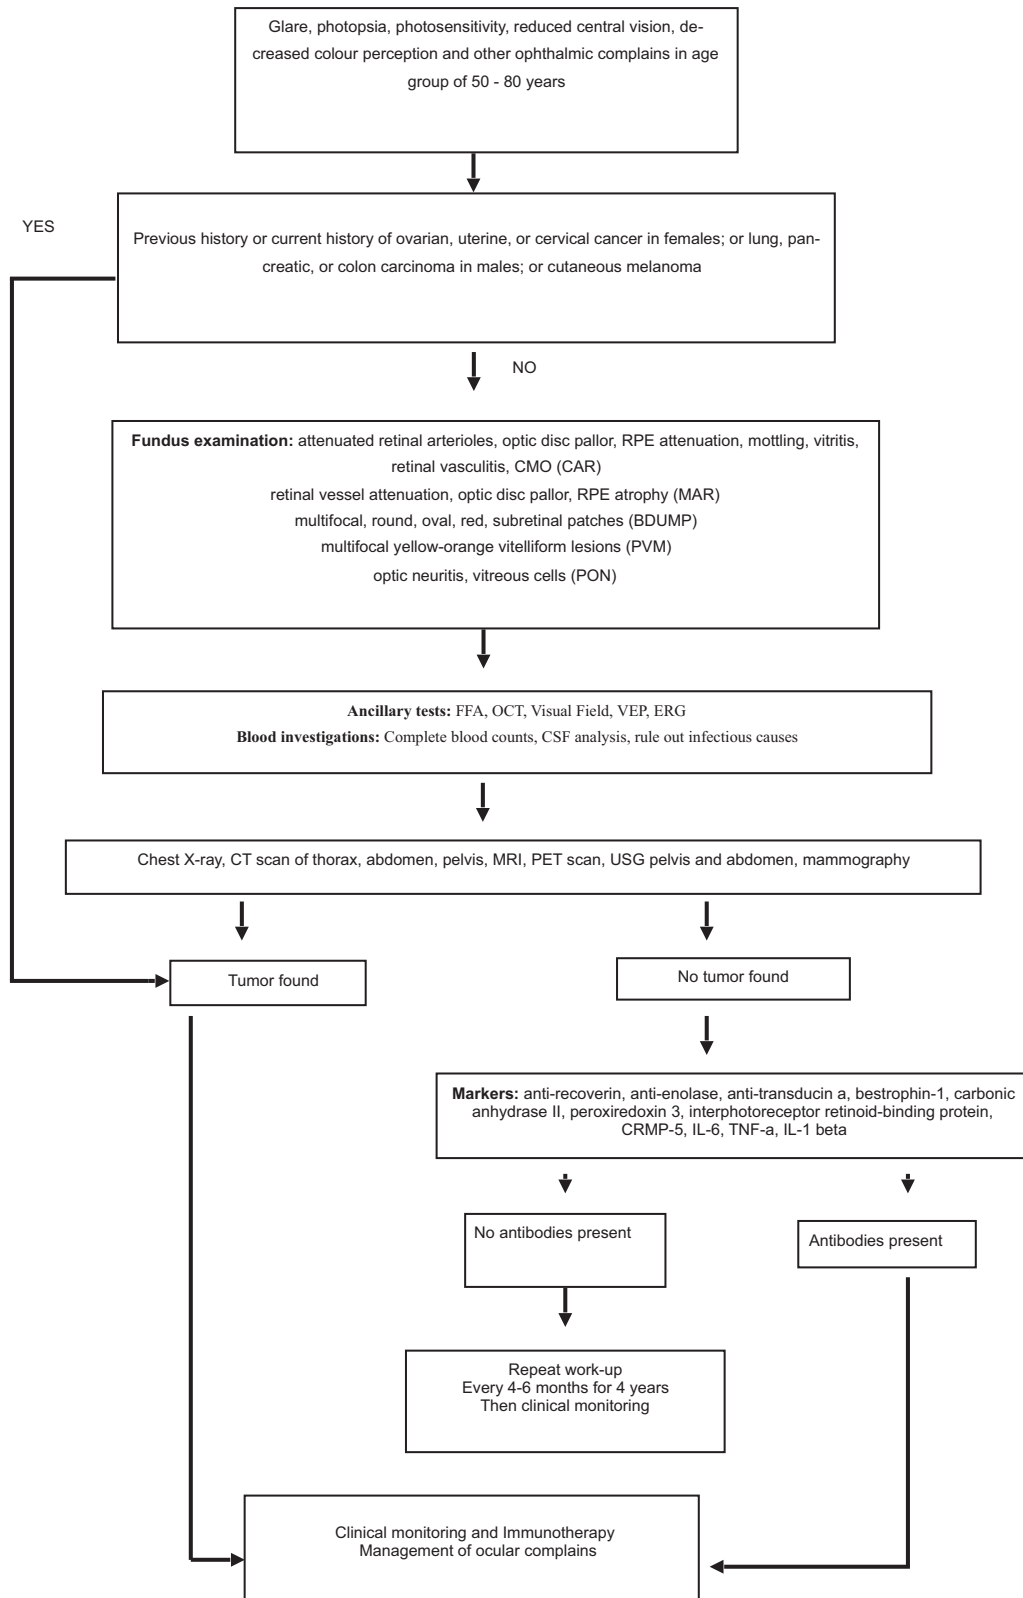 Glare, photopsia, photosensitivity, reduced central vision, de-
creased colour perception and other ophthalmic complains in age
group of 50 - 80 years
YES
Previous history or current history of ovarian, uterine, or cervical cancer in females; or lung, pan-
creatic, or colon carcinoma in males; or cutaneous melanoma
NO
Fundus examination: attenuated retinal arterioles, optic disc pallor, RPE attenuation, mottling, vitritis,
retinal vasculitis, CMO (CAR)
retinal vessel attenuation, optic disc pallor, RPE atrophy (MAR)
multifocal, round, oval, red, subretinal patches (BDUMP)
multifocal yellow-orange vitelliform lesions (PVM)
optic neuritis, vitreous cells (PON)
Ancillary tests: FFA, OCT, Visual Field, VEP, ERG
Blood investigations: Complete blood counts, CSF analysis, rule out infectious causes
Chest X-ray, CT scan of thorax, abdomen, pelvis, MRI, PET scan, USG pelvis and abdomen, mammography
Tumor found
No tumor found
Markers: anti-recoverin, anti-enolase, anti-transducin a, bestrophin-1, carbonic
anhydrase II, peroxiredoxin 3, interphotoreceptor retinoid-binding protein,
CRMP-5, IL-6, TNF-a, IL-1 beta
No antibodies present
Antibodies present
Repeat work-up
Every 4-6 months for 4 years
Then clinical monitoring
Clinical monitoring and Immunotherapy
Management of ocular complains